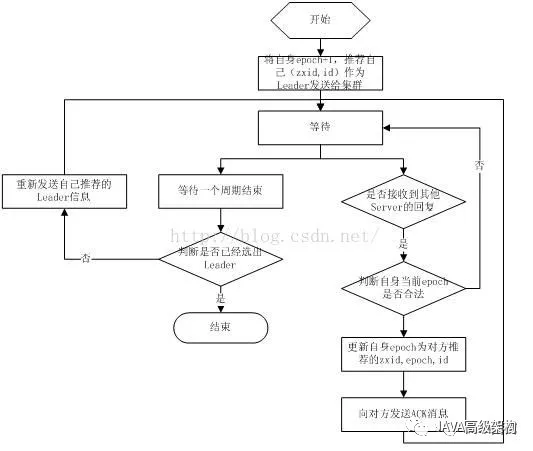 开始
将自身epoch+1，推荐自
己（zxid,id）作为
Leader发送给集群
等待
否
重新发送自己推荐的
Leader信息
等待一个周期结束
是否接收到其他
Server的回复
http://blog.csdn.net/
是
否
判断是否已经选出
Leader
判断自身当前epoch
是否合法
是
结束
更新自身epoch为对方推
荐的zxid,epoch,id
向对方发送ACK消息
JAVA高级架构